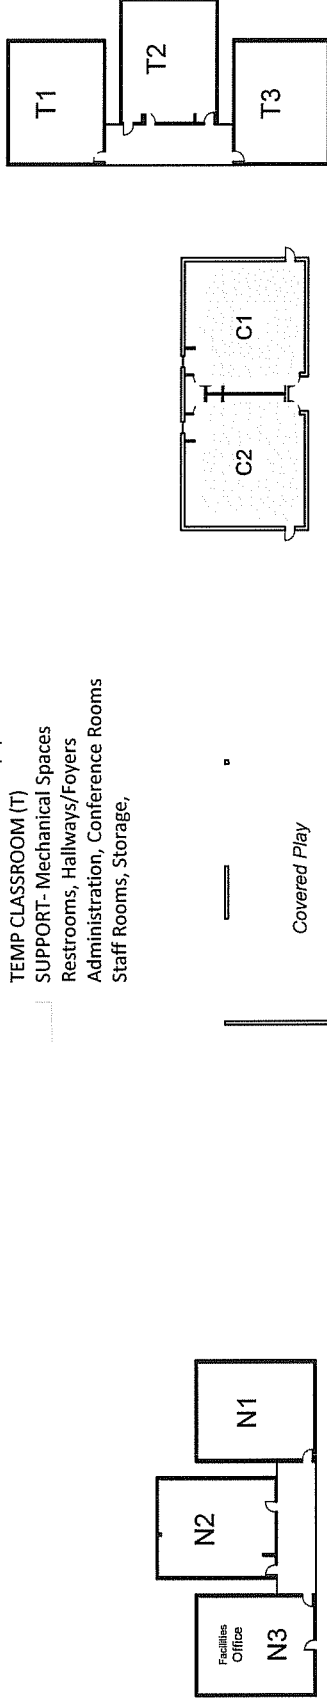 T1
T2
T3
C1
C2
TEMP CLASSROOM (T)
SUPPORT- Mechanical Spaces
Restrooms, Hallways/Foyers
Administration, Conference Rooms
Staff Rooms, Storage,
Covered Play
N1
N2
Facilities
Office
N3